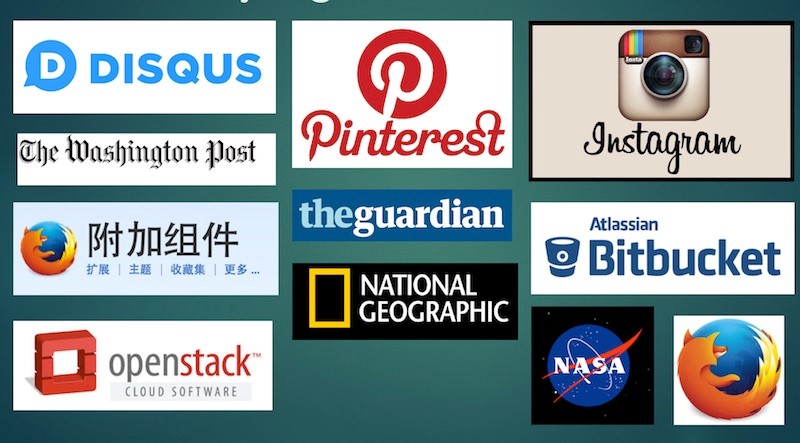 DISQUS
Pinterest
Insta
Instagram
The Washington Post
theguardian
附加组件
扩展 | 主题 | 收藏集 | 更多 ...
Atlassian
Bitbucket
NATIONAL
GEOGRAPHIC
openstack™
CLOUD SOFTWARE
NASA